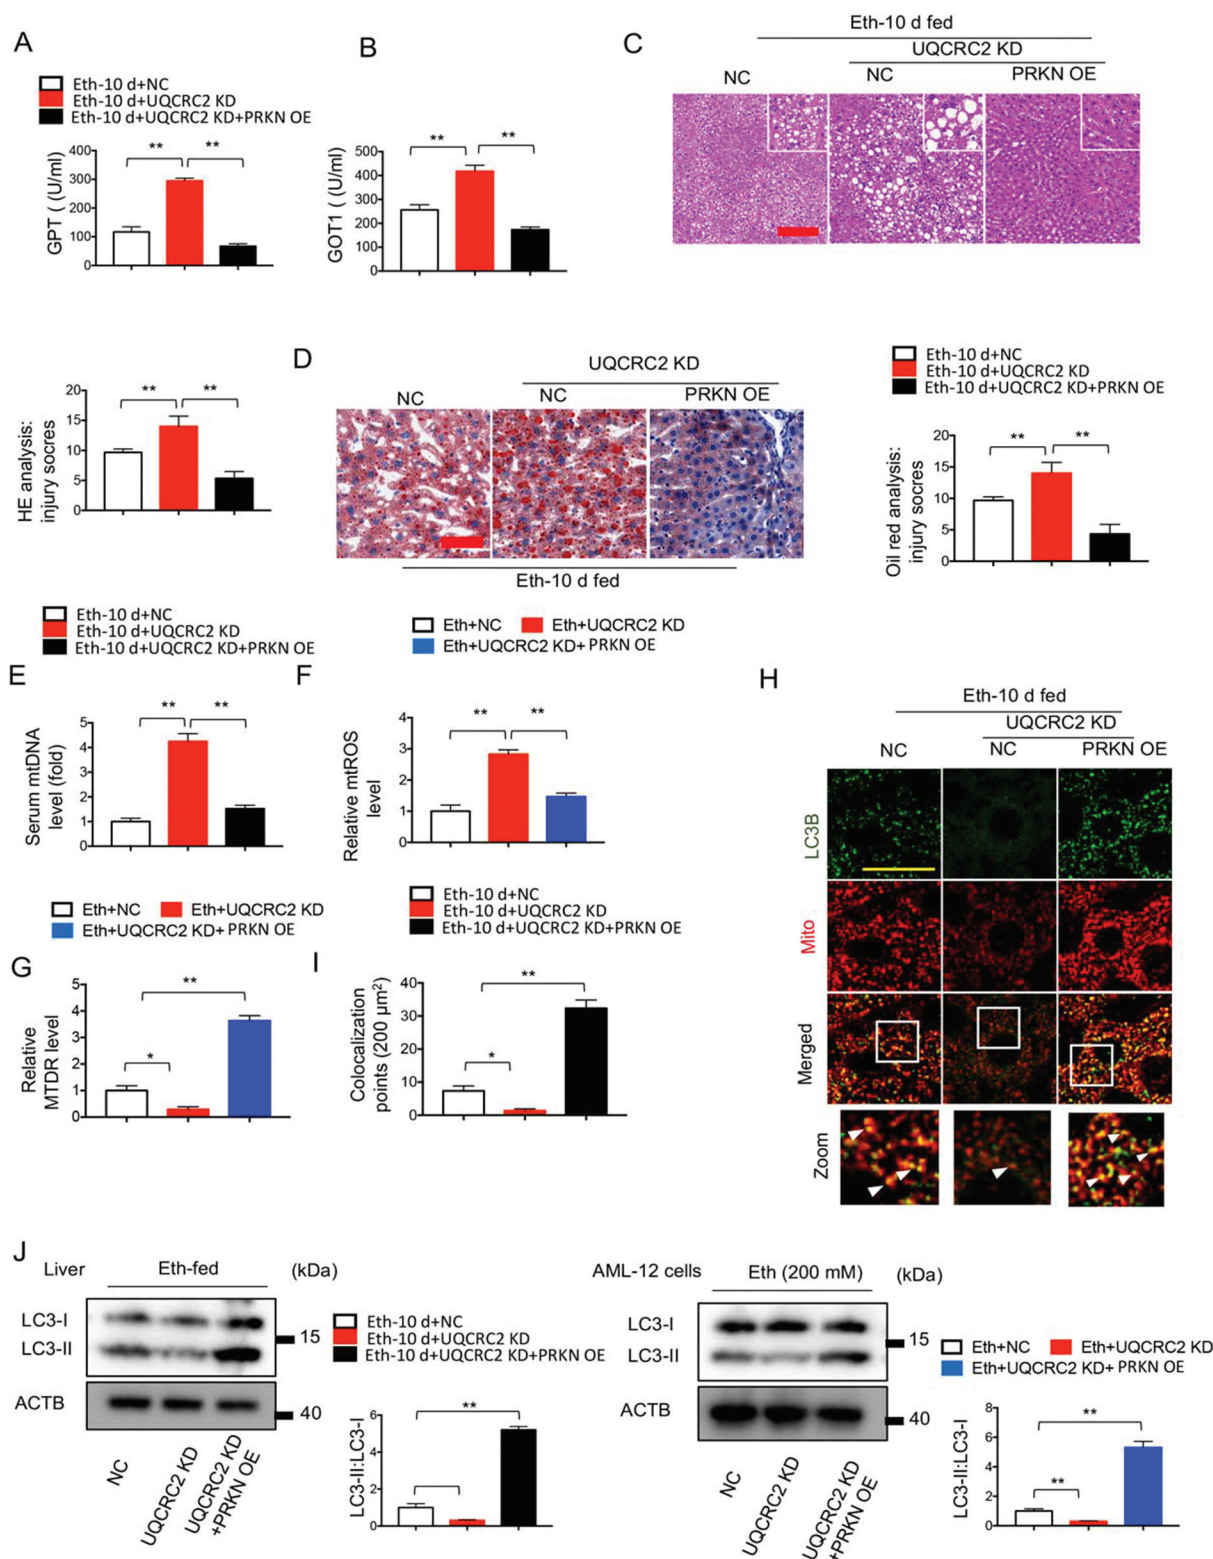 A
Eth-10 d+NC
Eth-10 d+UQCRC2 KD
Eth-10 d+UQCRC2 KD+PRKN OE
GPT ( (U/ml)
400
300
200
100
0
** **
B
GOT1 ( (U/ml)
500
400
300
200
100
0
** **
C
Eth-10 d fed
UQCRC2 KD
NC NC PRKN OE
HE analysis:
injury socres
20
15
10
5
0
** **
D
UQCRC2 KD
NC NC PRKN OE
Eth-10 d fed
Eth-10 d+NC
Eth-10 d+UQCRC2 KD
Eth-10 d+UQCRC2 KD+PRKN OE
Oil red analysis:
injury socres
20
15
10
5
0
** **
Eth-10 d+NC
Eth-10 d+UQCRC2 KD
Eth-10 d+UQCRC2 KD+PRKN OE
E
Serum mtDNA
level (fold)
5
4
3
2
1
0
** **
Eth+NC Eth+UQCRC2 KD
Eth+UQCRC2 KD+ PRKN OE
F
Relative mtROS
level
4
3
2
1
0
** **
Eth+NC Eth+UQCRC2 KD
Eth+UQCRC2 KD+ PRKN OE
G
Relative
MTDR level
5
4
3
2
1
0
**
*
H
Eth-10 d fed
UQCRC2 KD
NC NC PRKN OE
LC3B
Mito
Merged
Zoom
Eth-10 d+NC
Eth-10 d+UQCRC2 KD
Eth-10 d+UQCRC2 KD+PRKN OE
I
Colocalization
points (200 µm²)
40
30
20
10
0
**
*
J
Liver Eth-fed (kDa)
LC3-I
15
LC3-II
ACTB
40
NC
UQCRC2 KD
UQCRC2 KD
+PRKN OE
Eth-10 d+NC
Eth-10 d+UQCRC2 KD
Eth-10 d+UQCRC2 KD+PRKN OE
LC3-II:LC3-I
6
4
2
0
**
AML-12 cells Eth (200 mM) (kDa)
LC3-I
15
LC3-II
ACTB
40
NC
UQCRC2 KD
UQCRC2 KD
+PRKN OE
Eth+NC Eth+UQCRC2 KD
Eth+UQCRC2 KD+ PRKN OE
LC3-II:LC3-I
8
6
4
2
0
**
**